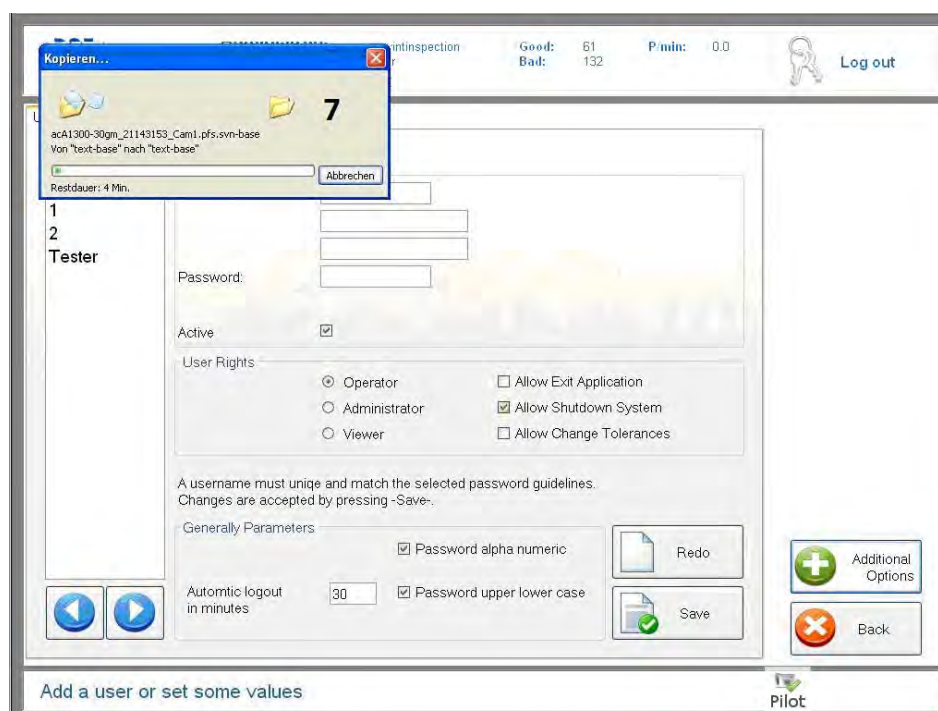 Kopieren...
7
acA1300-30gm_21143153_Cam1.pfs.svn-base
Von "text-base" nach "text-base"
Abbrechen
Restdauer: 4 Min.
intinspection
Good: 61
Bad: 132
P/min: 0.0
Log out
1
2
Tester
Password:
Active
User Rights
Operator
Administrator
Viewer
Allow Exit Application
Allow Shutdown System
Allow Change Tolerances
A username must uniqe and match the selected password guidelines.
Changes are accepted by pressing -Save-.
Generally Parameters
Password alpha numeric
Automtic logout
in minutes
30
Password upper lower case
Redo
Save
Additional
Options
Back
Add a user or set some values
Pilot